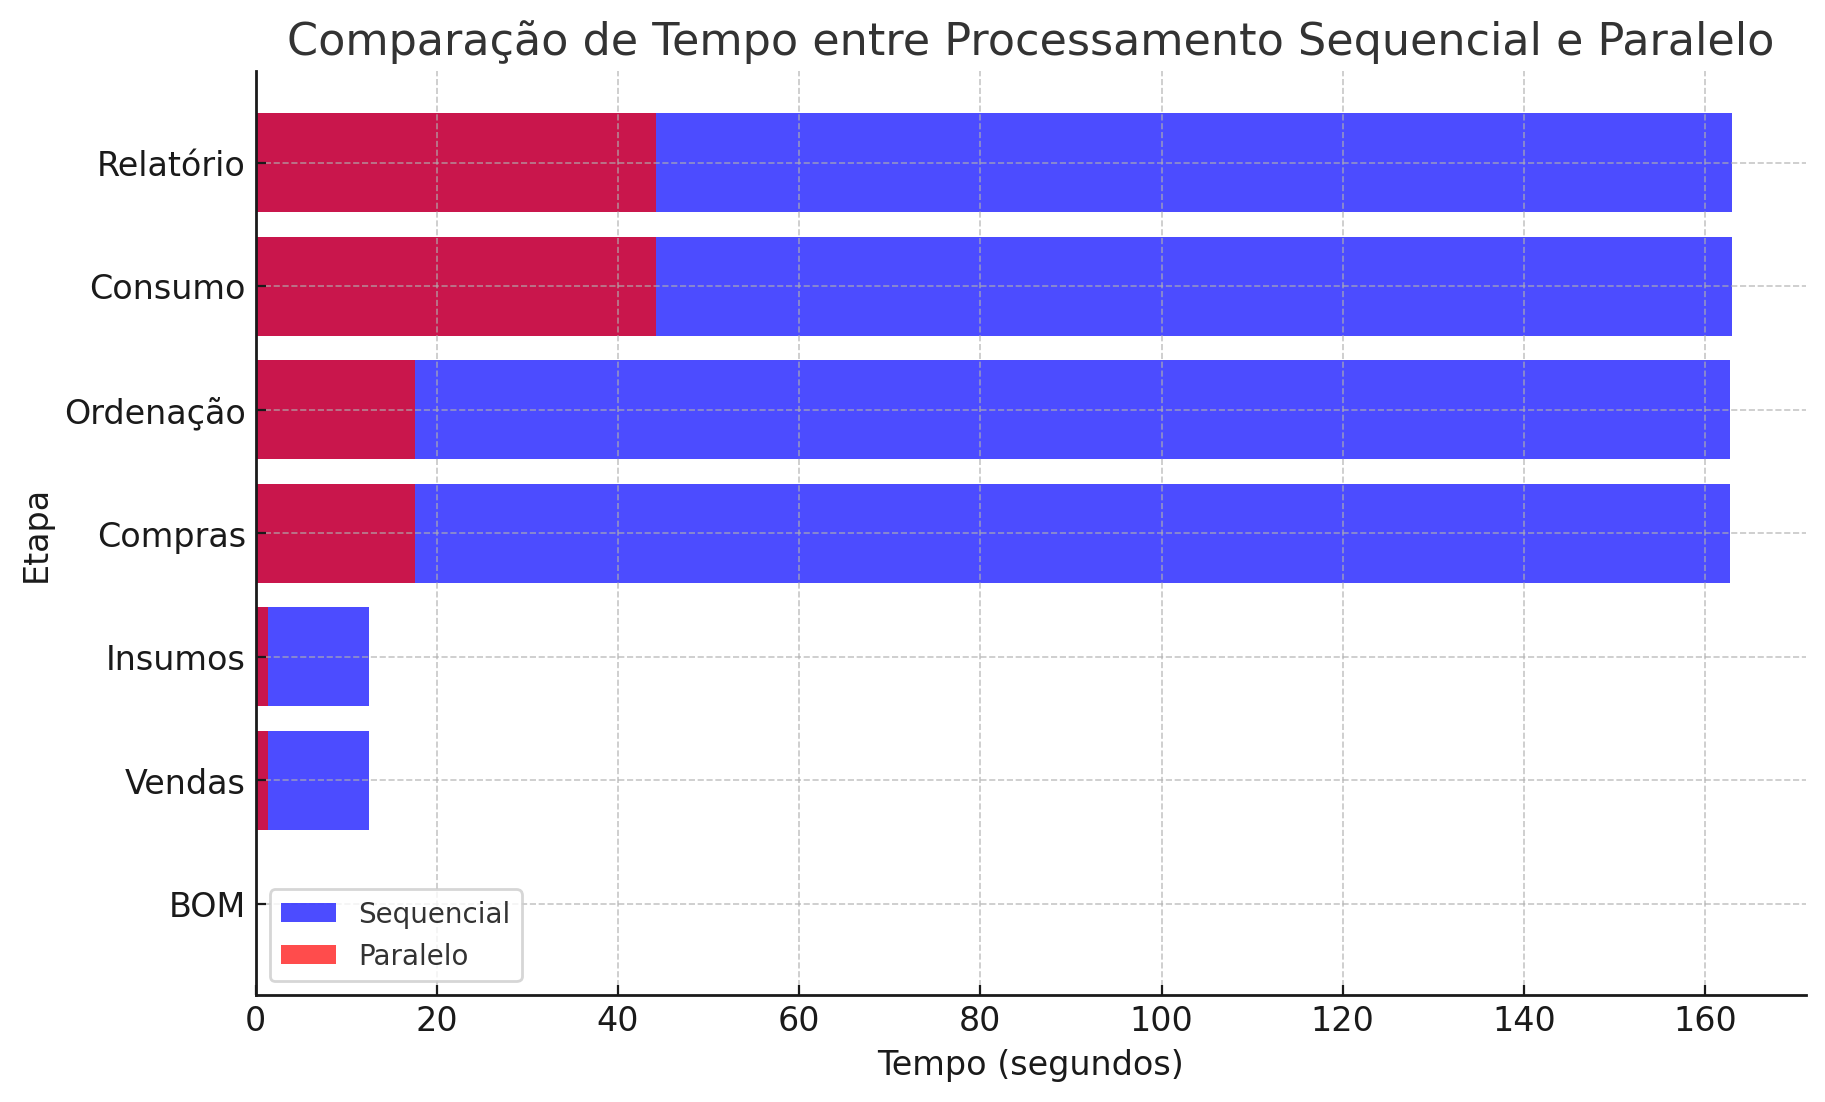 Comparação de Tempo entre Processamento Sequencial e Paralelo
Etapa
Relatório
Consumo
Ordenação
Compras
Insumos
Vendas
BOM
Sequencial
Paralelo
0 20 40 60 80 100 120 140 160
Tempo (segundos)